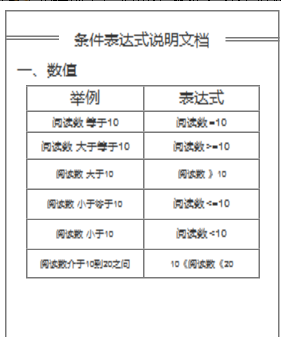 条件表达式说明文档
一、数值
举例 表达式
阅读数 等于10 阅读数=10
阅读数 大于等于10 阅读数>=10
阅读数 大于10 阅读数 》10
阅读数 小于等于10 阅读数<=10
阅读数 小于10 阅读数<10
阅读数介于10到20之间 10《阅读数《20